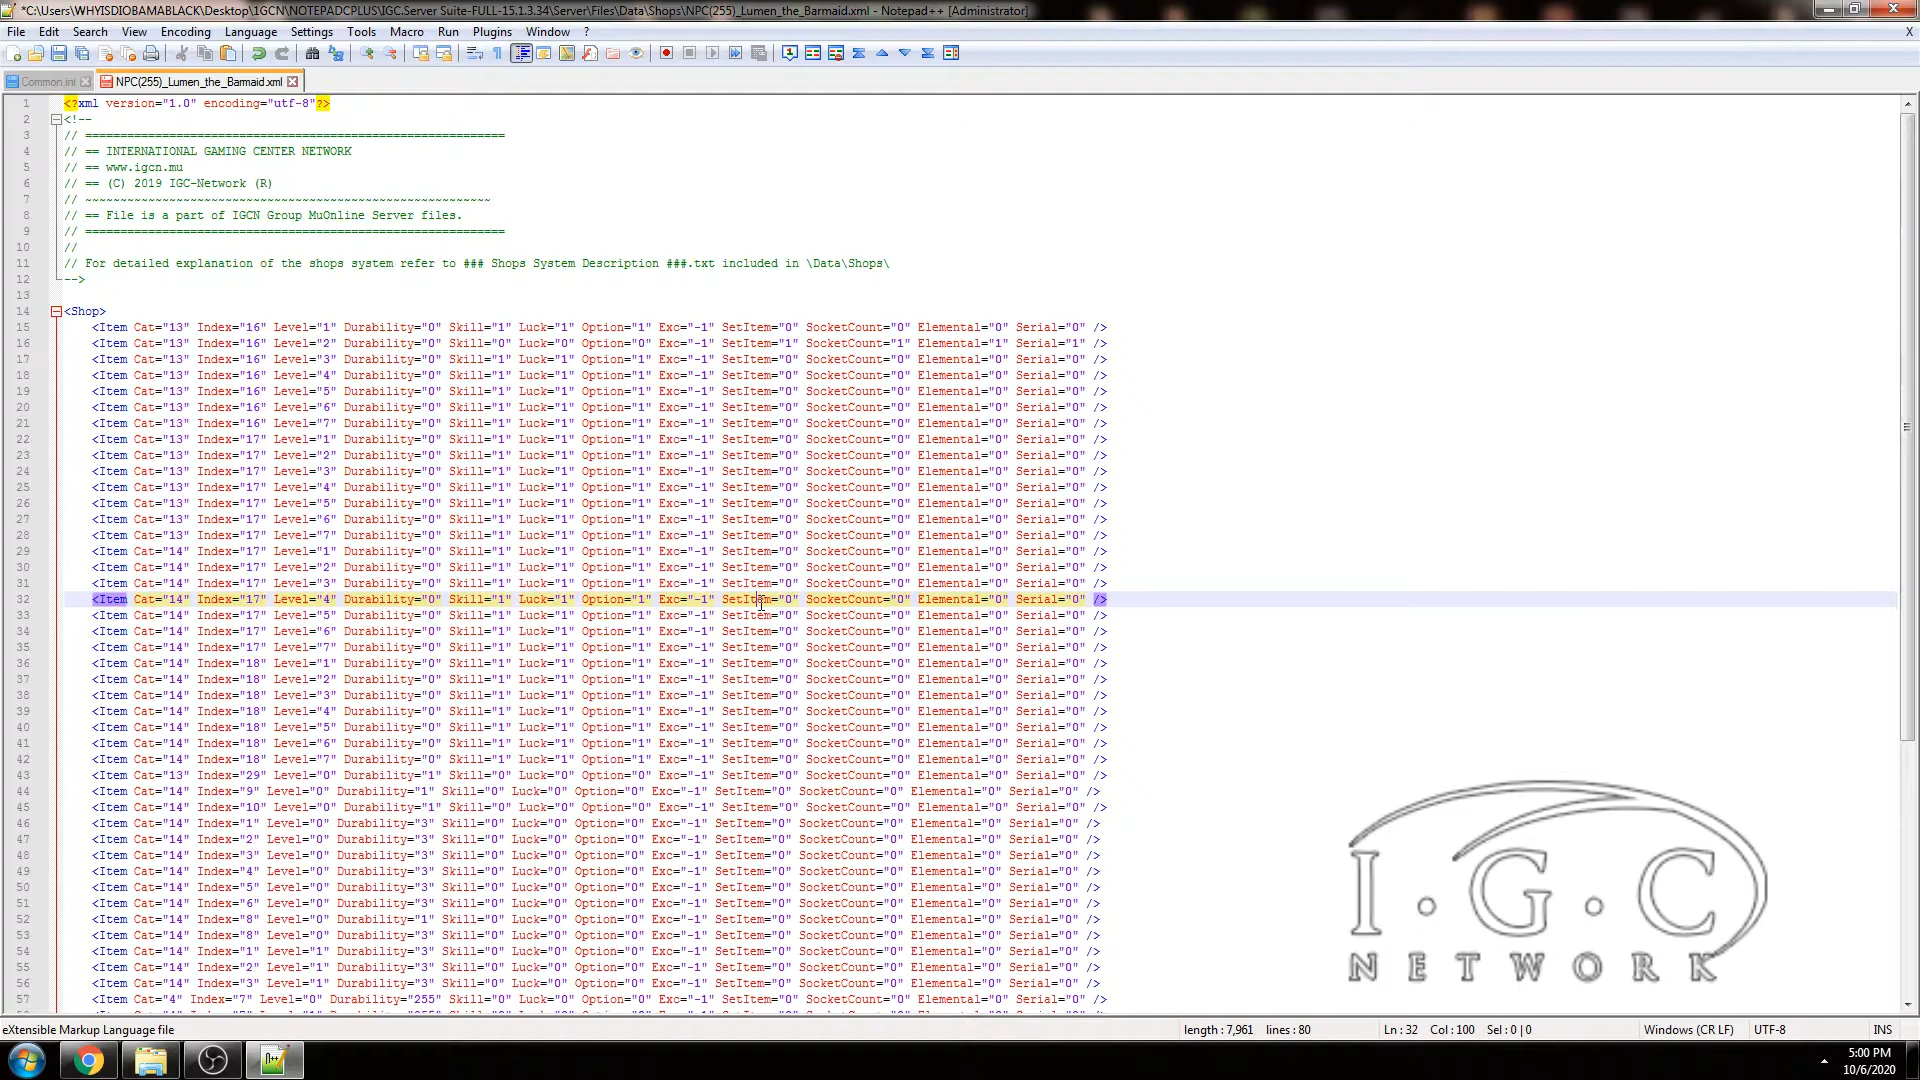 *C:\Users\WHYISDIOBAMABLACK\Desktop\1GCN\NOTEPADCPLUS\IGC.Server Suite-FULL-15.1.3.34\Server\Files\Data\Shops\NPC(255)_Lumen_the_Barmaid.xml - Notepad++ [Administrator]
File Edit Search View Encoding Language Settings Tools Macro Run Plugins Window ? X
Common.ini NPC(255)_Lumen_the_Barmaid.xml
1 <?xml version="1.0" encoding="utf-8"?>
2 <!--
3 // ============================================================
4 // == INTERNATIONAL GAMING CENTER NETWORK
5 // == www.igcn.mu
6 // == (C) 2019 IGC-Network (R)
7 // ~~~~~~~~~~~~~~~~~~~~~~~~~~~~~~~~~~~~~~~~~~~~~~~~~~~~~~~~~~
8 // == File is a part of IGCN Group MuOnline Server files.
9 // ============================================================
10 //
11 // For detailed explanation of the shops system refer to ### Shops System Description ###.txt included in \Data\Shops\
12 -->
13
14 <Shop>
15 <Item Cat="13" Index="16" Level="1" Durability="0" Skill="1" Luck="1" Option="1" Exc="-1" SetItem="0" SocketCount="0" Elemental="0" Serial="0" />
16 <Item Cat="13" Index="16" Level="2" Durability="0" Skill="0" Luck="0" Option="0" Exc="-1" SetItem="1" SocketCount="1" Elemental="1" Serial="1" />
17 <Item Cat="13" Index="16" Level="3" Durability="0" Skill="1" Luck="1" Option="1" Exc="-1" SetItem="0" SocketCount="0" Elemental="0" Serial="0" />
18 <Item Cat="13" Index="16" Level="4" Durability="0" Skill="1" Luck="1" Option="1" Exc="-1" SetItem="0" SocketCount="0" Elemental="0" Serial="0" />
19 <Item Cat="13" Index="16" Level="5" Durability="0" Skill="1" Luck="1" Option="1" Exc="-1" SetItem="0" SocketCount="0" Elemental="0" Serial="0" />
20 <Item Cat="13" Index="16" Level="6" Durability="0" Skill="1" Luck="1" Option="1" Exc="-1" SetItem="0" SocketCount="0" Elemental="0" Serial="0" />
21 <Item Cat="13" Index="16" Level="7" Durability="0" Skill="1" Luck="1" Option="1" Exc="-1" SetItem="0" SocketCount="0" Elemental="0" Serial="0" />
22 <Item Cat="13" Index="17" Level="1" Durability="0" Skill="1" Luck="1" Option="1" Exc="-1" SetItem="0" SocketCount="0" Elemental="0" Serial="0" />
23 <Item Cat="13" Index="17" Level="2" Durability="0" Skill="1" Luck="1" Option="1" Exc="-1" SetItem="0" SocketCount="0" Elemental="0" Serial="0" />
24 <Item Cat="13" Index="17" Level="3" Durability="0" Skill="1" Luck="1" Option="1" Exc="-1" SetItem="0" SocketCount="0" Elemental="0" Serial="0" />
25 <Item Cat="13" Index="17" Level="4" Durability="0" Skill="1" Luck="1" Option="1" Exc="-1" SetItem="0" SocketCount="0" Elemental="0" Serial="0" />
26 <Item Cat="13" Index="17" Level="5" Durability="0" Skill="1" Luck="1" Option="1" Exc="-1" SetItem="0" SocketCount="0" Elemental="0" Serial="0" />
27 <Item Cat="13" Index="17" Level="6" Durability="0" Skill="1" Luck="1" Option="1" Exc="-1" SetItem="0" SocketCount="0" Elemental="0" Serial="0" />
28 <Item Cat="13" Index="17" Level="7" Durability="0" Skill="1" Luck="1" Option="1" Exc="-1" SetItem="0" SocketCount="0" Elemental="0" Serial="0" />
29 <Item Cat="14" Index="17" Level="1" Durability="0" Skill="1" Luck="1" Option="1" Exc="-1" SetItem="0" SocketCount="0" Elemental="0" Serial="0" />
30 <Item Cat="14" Index="17" Level="2" Durability="0" Skill="1" Luck="1" Option="1" Exc="-1" SetItem="0" SocketCount="0" Elemental="0" Serial="0" />
31 <Item Cat="14" Index="17" Level="3" Durability="0" Skill="1" Luck="1" Option="1" Exc="-1" SetItem="0" SocketCount="0" Elemental="0" Serial="0" />
32 <Item Cat="14" Index="17" Level="4" Durability="0" Skill="1" Luck="1" Option="1" Exc="-1" SetItem="0" SocketCount="0" Elemental="0" Serial="0" />
33 <Item Cat="14" Index="17" Level="5" Durability="0" Skill="1" Luck="1" Option="1" Exc="-1" SetItem="0" SocketCount="0" Elemental="0" Serial="0" />
34 <Item Cat="14" Index="17" Level="6" Durability="0" Skill="1" Luck="1" Option="1" Exc="-1" SetItem="0" SocketCount="0" Elemental="0" Serial="0" />
35 <Item Cat="14" Index="17" Level="7" Durability="0" Skill="1" Luck="1" Option="1" Exc="-1" SetItem="0" SocketCount="0" Elemental="0" Serial="0" />
36 <Item Cat="14" Index="18" Level="1" Durability="0" Skill="1" Luck="1" Option="1" Exc="-1" SetItem="0" SocketCount="0" Elemental="0" Serial="0" />
37 <Item Cat="14" Index="18" Level="2" Durability="0" Skill="1" Luck="1" Option="1" Exc="-1" SetItem="0" SocketCount="0" Elemental="0" Serial="0" />
38 <Item Cat="14" Index="18" Level="3" Durability="0" Skill="1" Luck="1" Option="1" Exc="-1" SetItem="0" SocketCount="0" Elemental="0" Serial="0" />
39 <Item Cat="14" Index="18" Level="4" Durability="0" Skill="1" Luck="1" Option="1" Exc="-1" SetItem="0" SocketCount="0" Elemental="0" Serial="0" />
40 <Item Cat="14" Index="18" Level="5" Durability="0" Skill="1" Luck="1" Option="1" Exc="-1" SetItem="0" SocketCount="0" Elemental="0" Serial="0" />
41 <Item Cat="14" Index="18" Level="6" Durability="0" Skill="1" Luck="1" Option="1" Exc="-1" SetItem="0" SocketCount="0" Elemental="0" Serial="0" />
42 <Item Cat="14" Index="18" Level="7" Durability="0" Skill="1" Luck="1" Option="1" Exc="-1" SetItem="0" SocketCount="0" Elemental="0" Serial="0" />
43 <Item Cat="13" Index="29" Level="0" Durability="1" Skill="0" Luck="0" Option="0" Exc="-1" SetItem="0" SocketCount="0" Elemental="0" Serial="0" />
44 <Item Cat="14" Index="9" Level="0" Durability="1" Skill="0" Luck="0" Option="0" Exc="-1" SetItem="0" SocketCount="0" Elemental="0" Serial="0" />
45 <Item Cat="14" Index="10" Level="0" Durability="1" Skill="0" Luck="0" Option="0" Exc="-1" SetItem="0" SocketCount="0" Elemental="0" Serial="0" />
46 <Item Cat="14" Index="1" Level="0" Durability="3" Skill="0" Luck="0" Option="0" Exc="-1" SetItem="0" SocketCount="0" Elemental="0" Serial="0" />
47 <Item Cat="14" Index="2" Level="0" Durability="3" Skill="0" Luck="0" Option="0" Exc="-1" SetItem="0" SocketCount="0" Elemental="0" Serial="0" />
48 <Item Cat="14" Index="3" Level="0" Durability="3" Skill="0" Luck="0" Option="0" Exc="-1" SetItem="0" SocketCount="0" Elemental="0" Serial="0" />
49 <Item Cat="14" Index="4" Level="0" Durability="3" Skill="0" Luck="0" Option="0" Exc="-1" SetItem="0" SocketCount="0" Elemental="0" Serial="0" />
50 <Item Cat="14" Index="5" Level="0" Durability="3" Skill="0" Luck="0" Option="0" Exc="-1" SetItem="0" SocketCount="0" Elemental="0" Serial="0" />
51 <Item Cat="14" Index="6" Level="0" Durability="3" Skill="0" Luck="0" Option="0" Exc="-1" SetItem="0" SocketCount="0" Elemental="0" Serial="0" />
52 <Item Cat="14" Index="8" Level="0" Durability="1" Skill="0" Luck="0" Option="0" Exc="-1" SetItem="0" SocketCount="0" Elemental="0" Serial="0" />
53 <Item Cat="14" Index="8" Level="0" Durability="3" Skill="0" Luck="0" Option="0" Exc="-1" SetItem="0" SocketCount="0" Elemental="0" Serial="0" />
54 <Item Cat="14" Index="1" Level="1" Durability="3" Skill="0" Luck="0" Option="0" Exc="-1" SetItem="0" SocketCount="0" Elemental="0" Serial="0" />
55 <Item Cat="14" Index="2" Level="1" Durability="3" Skill="0" Luck="0" Option="0" Exc="-1" SetItem="0" SocketCount="0" Elemental="0" Serial="0" />
56 <Item Cat="14" Index="3" Level="1" Durability="3" Skill="0" Luck="0" Option="0" Exc="-1" SetItem="0" SocketCount="0" Elemental="0" Serial="0" />
57 <Item Cat="4" Index="7" Level="0" Durability="255" Skill="0" Luck="0" Option="0" Exc="-1" SetItem="0" SocketCount="0" Elemental="0" Serial="0" />
I·G·C
NETWORK
eXtensible Markup Language file length : 7,961 lines : 80 Ln : 32 Col : 100 Sel : 0 | 0 Windows (CR LF) UTF-8 INS
5:00 PM
10/6/2020